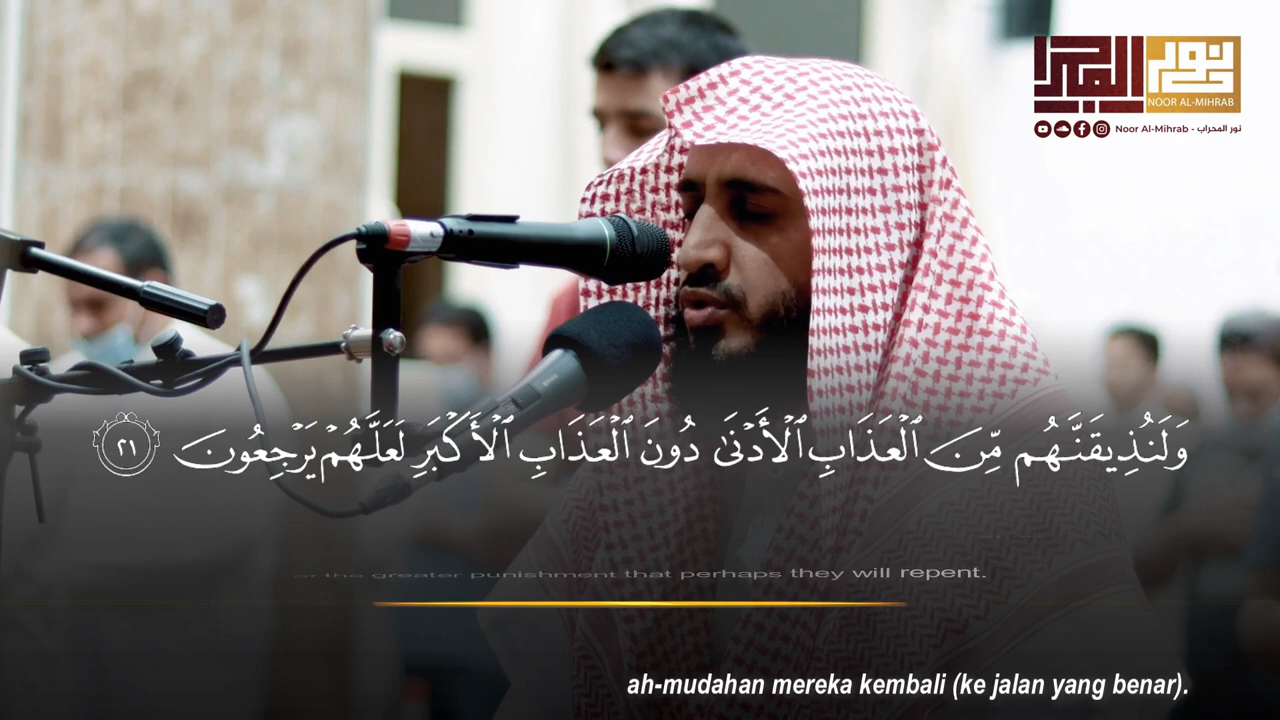 نور المحراب
NOOR AL-MIHRAB
Noor Al-Mihrab - نور المحراب
وَلَنُذِيقَنَّهُم مِّنَ ٱلْعَذَابِ ٱلْأَدْنَىٰ دُونَ ٱلْعَذَابِ ٱلْأَكْبَرِ لَعَلَّهُمْ يَرْجِعُونَ ٢١
or the greater punishment that perhaps they will repent.
ah-mudahan mereka kembali (ke jalan yang benar).